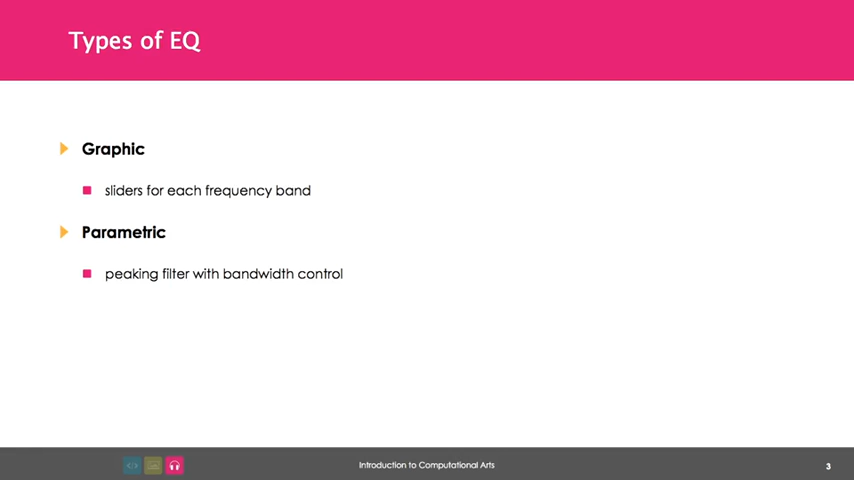 Types of EQ
Graphic
sliders for each frequency band
Parametric
peaking filter with bandwidth control
Introduction to Computational Arts
3